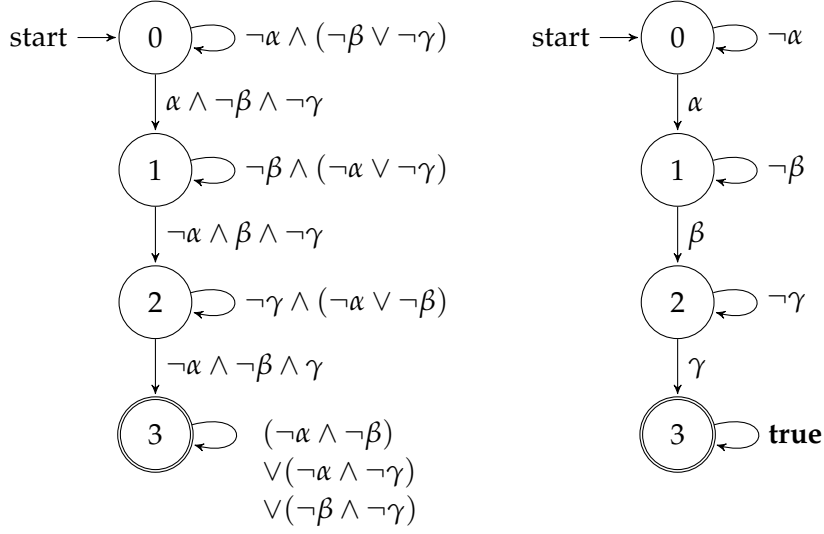 start 0 ¬α ∧ (¬β ∨ ¬γ)
α ∧ ¬β ∧ ¬γ
1 ¬β ∧ (¬α ∨ ¬γ)
¬α ∧ β ∧ ¬γ
2 ¬γ ∧ (¬α ∨ ¬β)
¬α ∧ ¬β ∧ γ
3 (¬α ∧ ¬β)
∨(¬α ∧ ¬γ)
∨(¬β ∧ ¬γ)
start 0 ¬α
α
1 ¬β
β
2 ¬γ
γ
3 true